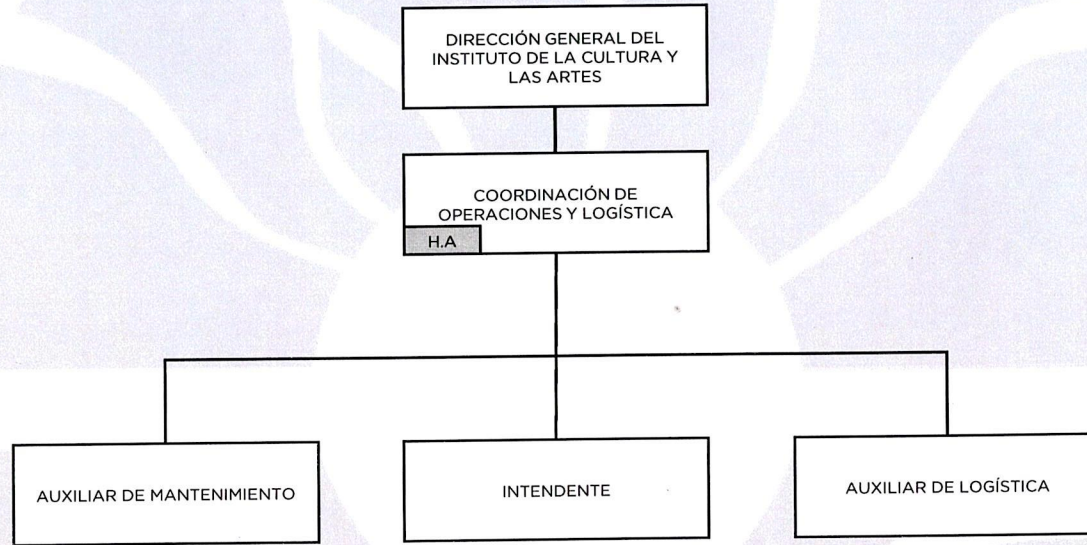 DIRECCIÓN GENERAL DEL
INSTITUTO DE LA CULTURA Y
LAS ARTES
COORDINACIÓN DE
OPERACIONES Y LOGÍSTICA
H.A
AUXILIAR DE MANTENIMIENTO
INTENDENTE
AUXILIAR DE LOGÍSTICA